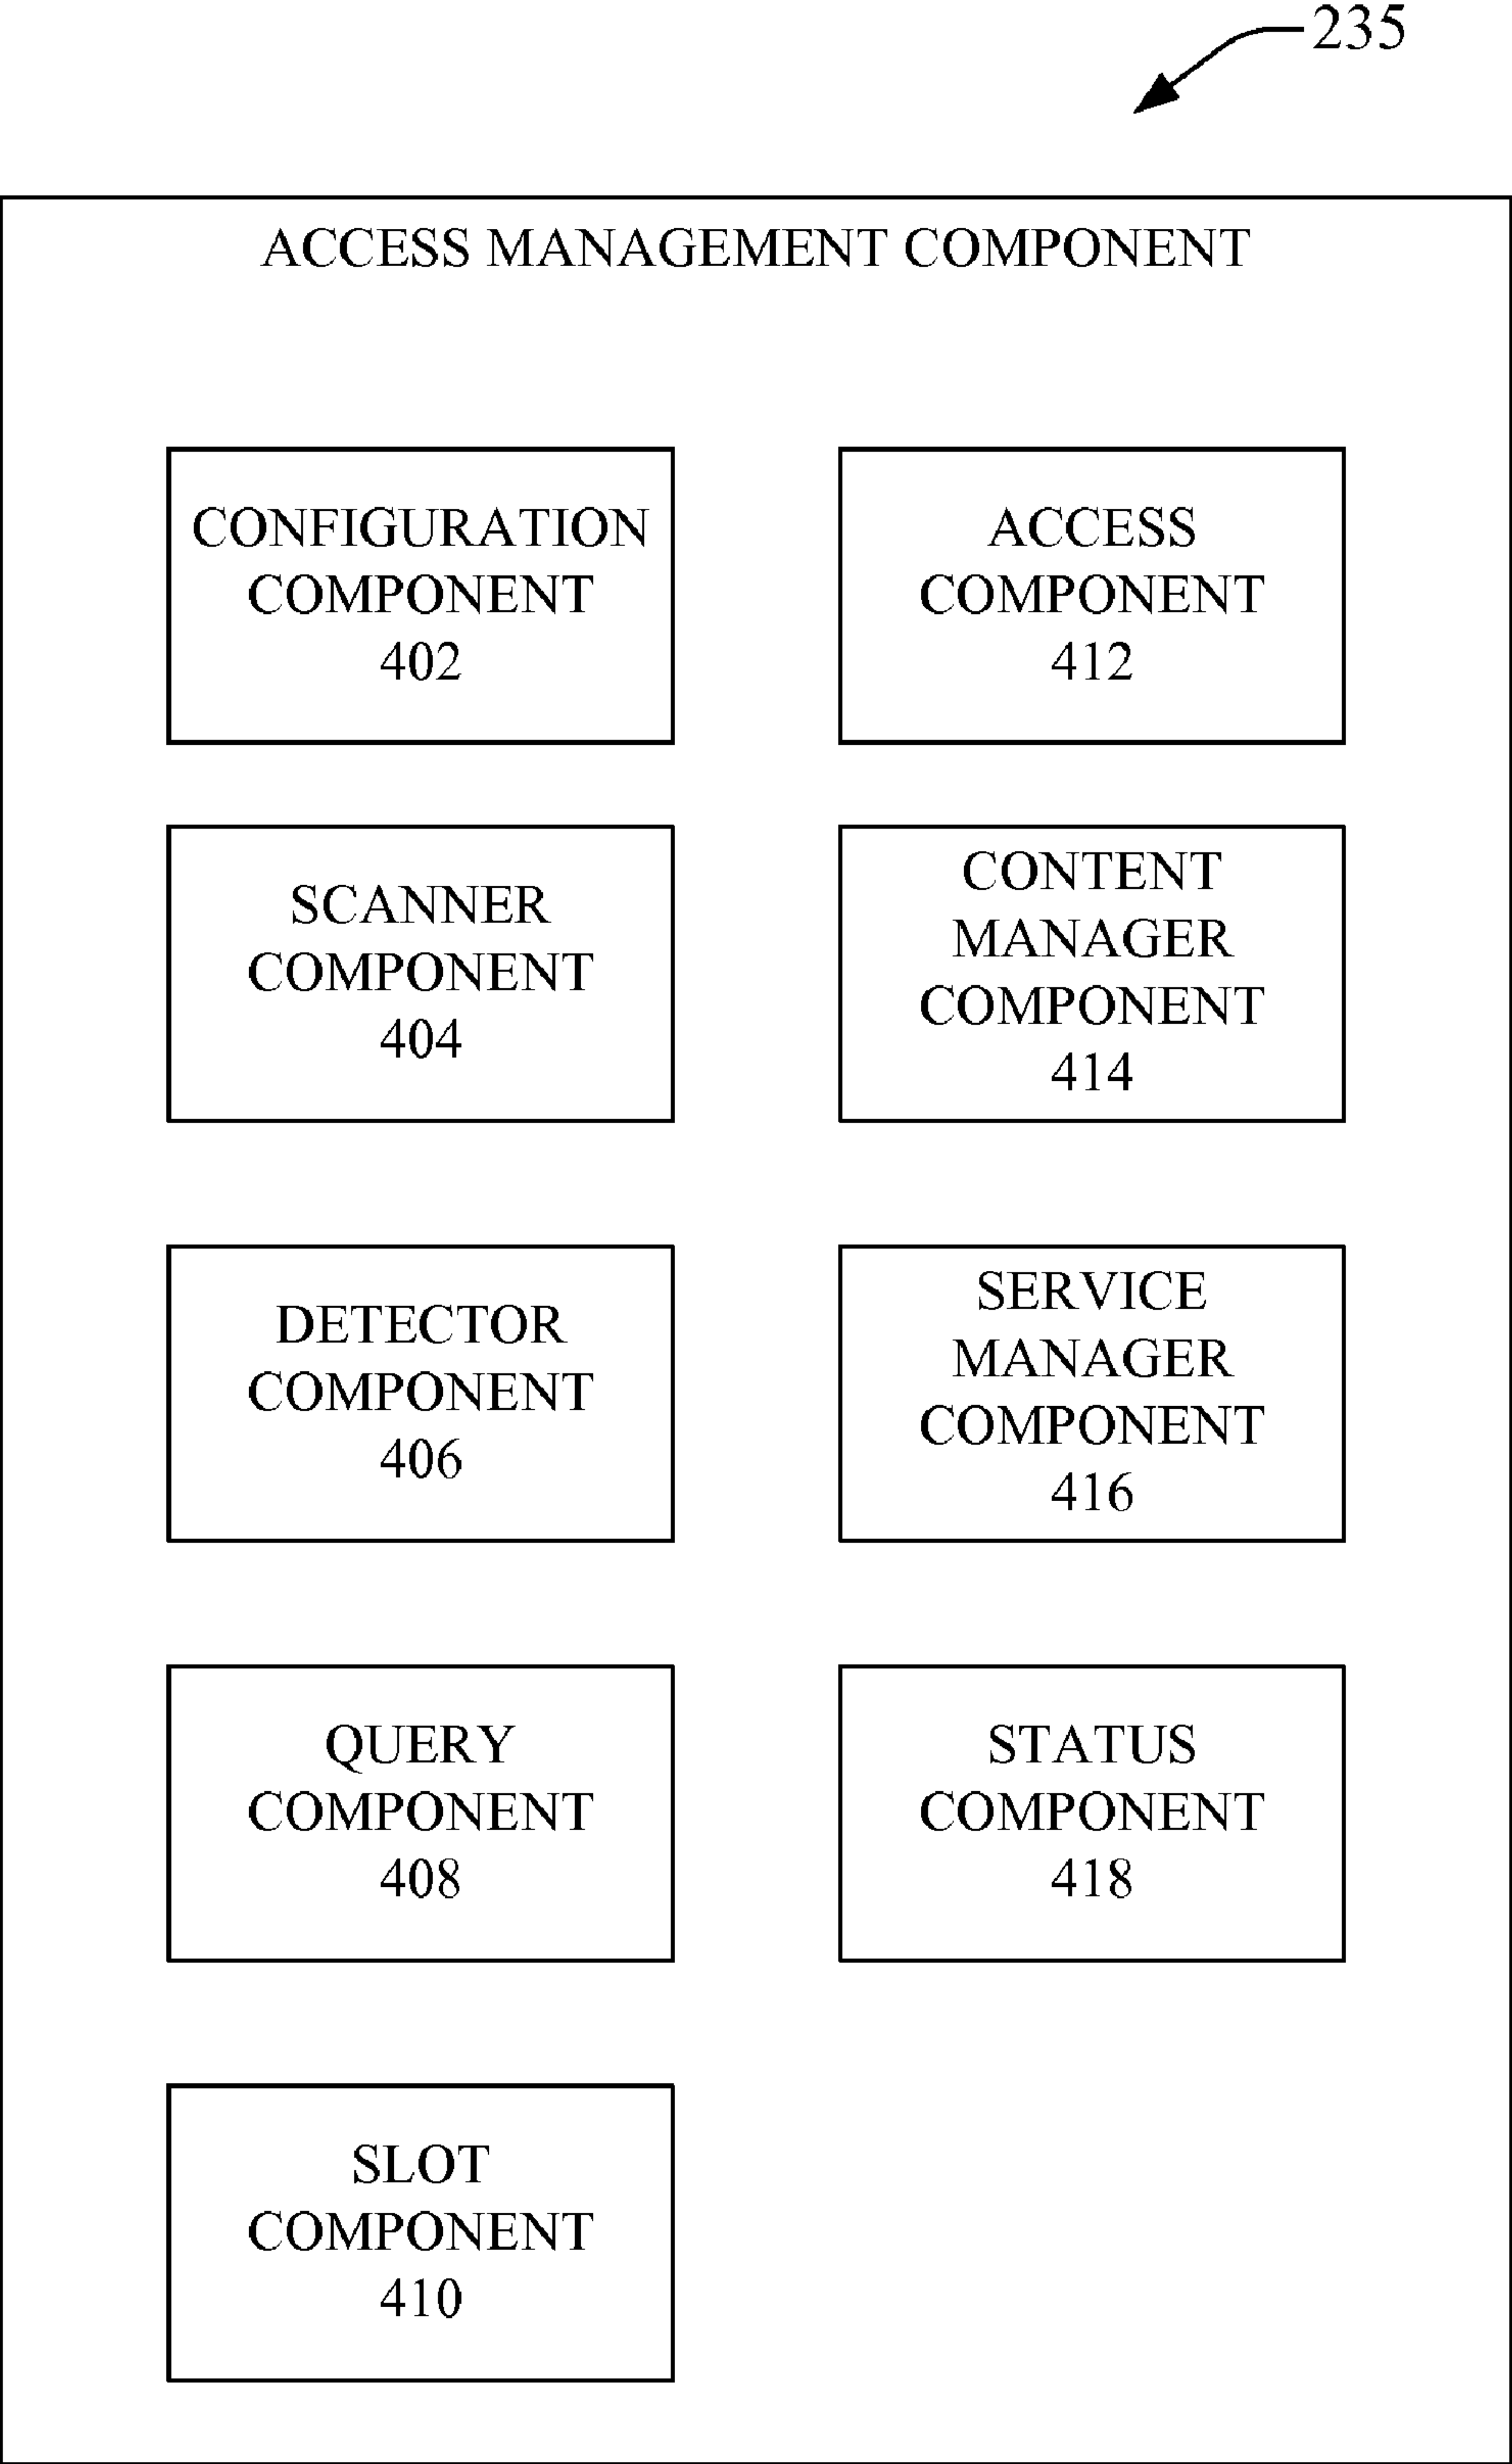 235
ACCESS MANAGEMENT COMPONENT
CONFIGURATION
COMPONENT
402
ACCESS
COMPONENT
412
SCANNER
COMPONENT
404
CONTENT
MANAGER
COMPONENT
414
DETECTOR
COMPONENT
406
SERVICE
MANAGER
COMPONENT
416
QUERY
COMPONENT
408
STATUS
COMPONENT
418
SLOT
COMPONENT
410